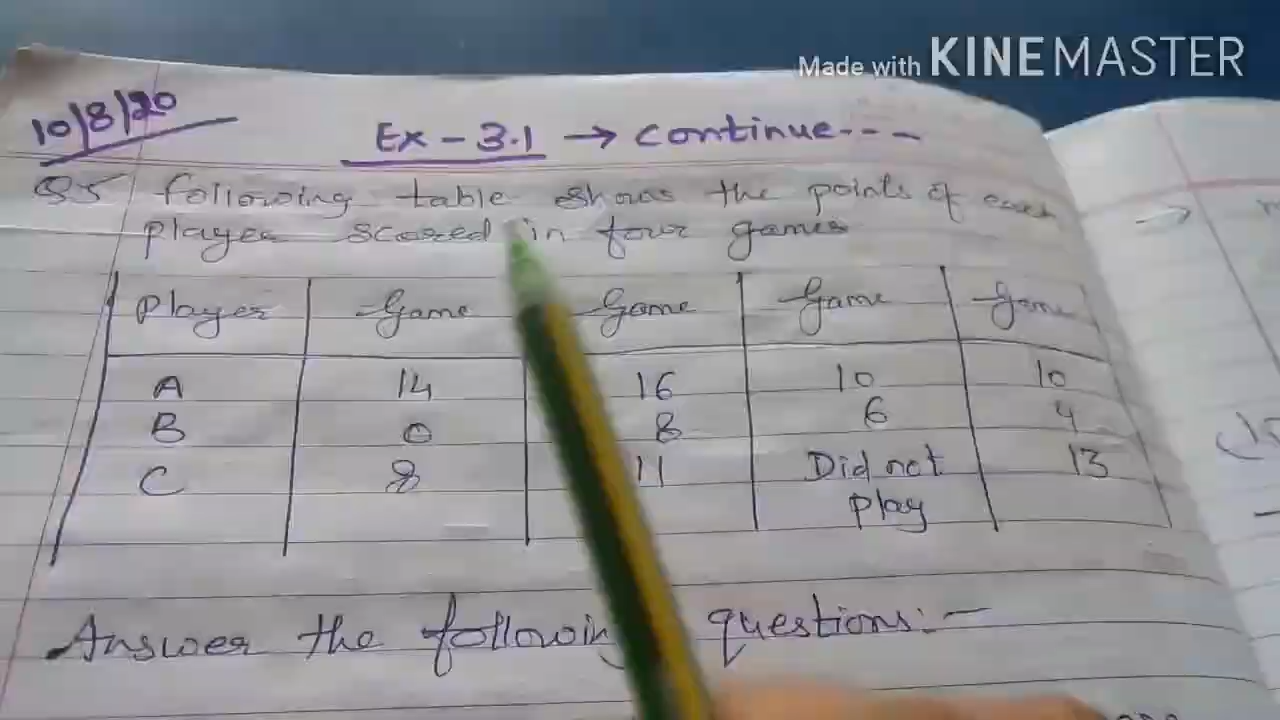 Made with KINEMASTER
10/8/20
Ex - 3.1 → continue---
Q5 following table shows the points of each
player scored in four games
Player Game Game Game Game
A 14 16 10 10
B 0 8 6 4
C 8 11 Did not 13
play
Answer the following questions:-